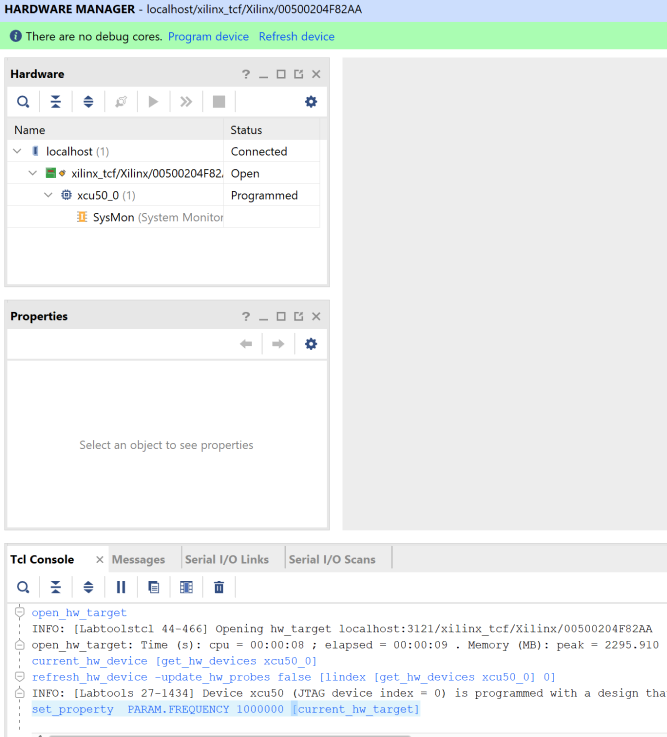 HARDWARE MANAGER - localhost/xilinx_tcf/Xilinx/00500204F82AA
There are no debug cores. Program device Refresh device
Hardware
Name Status
localhost (1) Connected
xilinx_tcf/Xilinx/00500204F82, Open
xcu50_0 (1) Programmed
SysMon (System Monitor
Properties
Select an object to see properties
Tcl Console Messages Serial I/O Links Serial I/O Scans
open_hw_target
INFO: [Labtoolstcl 44-466] Opening hw_target localhost:3121/xilinx_tcf/Xilinx/00500204F82AA
open_hw_target: Time (s): cpu = 00:00:08 ; elapsed = 00:00:09 . Memory (MB): peak = 2295.910
current_hw_device [get_hw_devices xcu50_0]
refresh_hw_device -update_hw_probes false [lindex [get_hw_devices xcu50_0] 0]
INFO: [Labtools 27-1434] Device xcu50 (JTAG device index = 0) is programmed with a design tha
set_property PARAM.FREQUENCY 1000000 [current_hw_target]